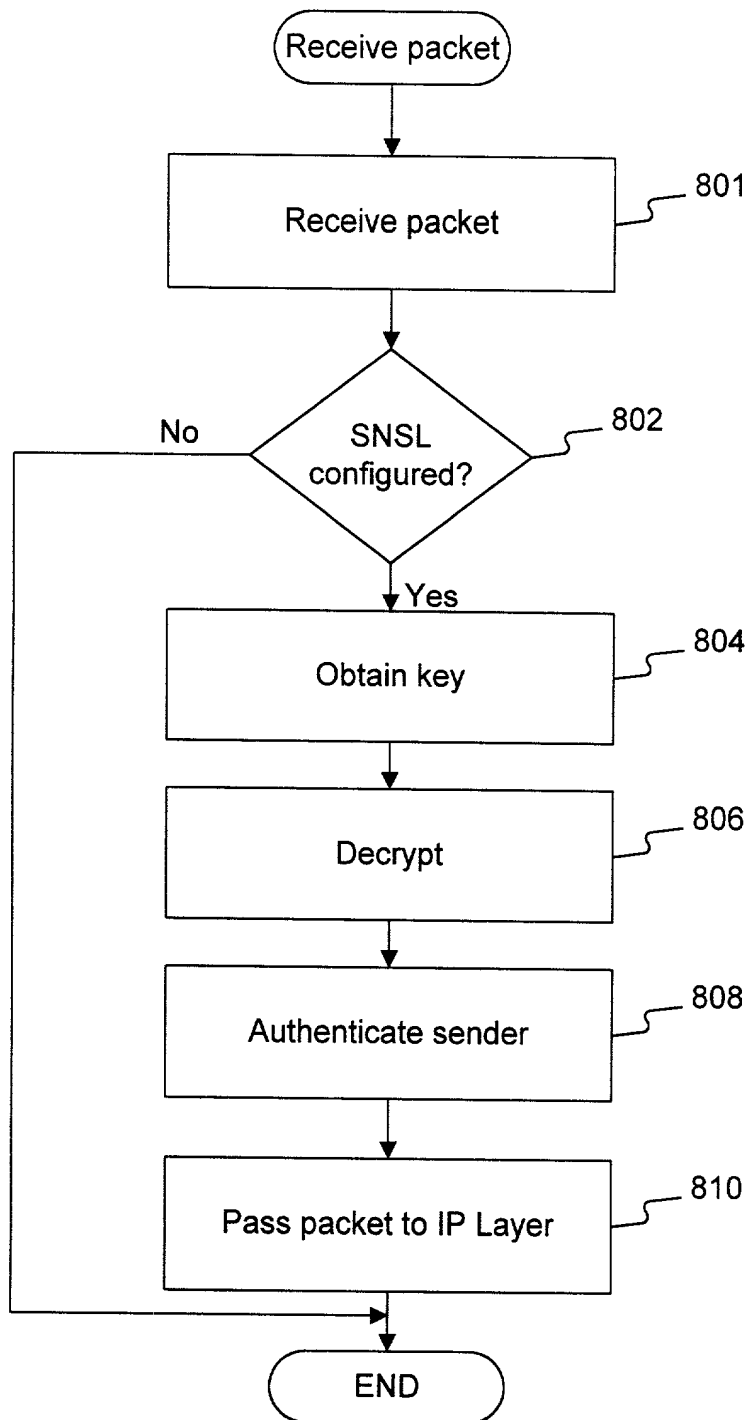 Receive packet
Receive packet
801
No
SNSL
configured?
802
Yes
Obtain key
804
Decrypt
806
Authenticate sender
808
Pass packet to IP Layer
810
END